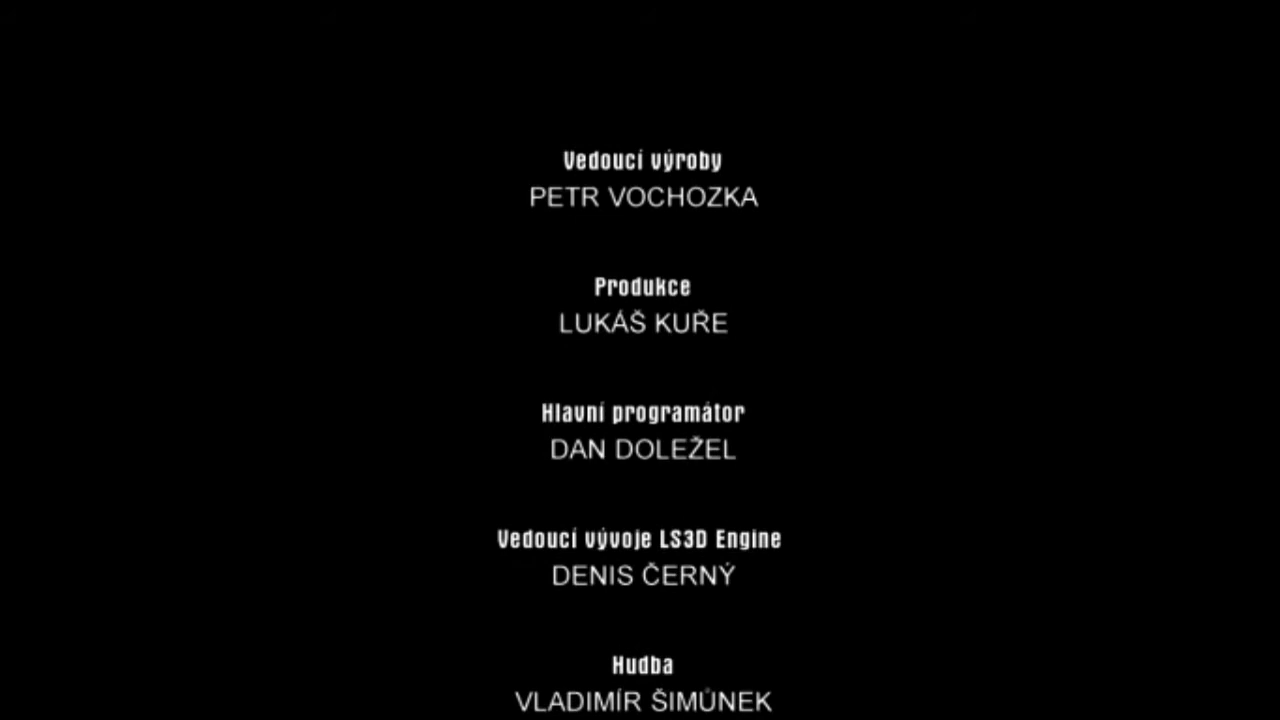 Vedoucí výroby
PETR VOCHOZKA
Produkce
LUKÁŠ KUŘE
Hlavní programátor
DAN DOLEŽEL
Vedoucí vývoje LS3D Engine
DENIS ČERNÝ
Hudba
VLADIMÍR ŠIMŮNEK